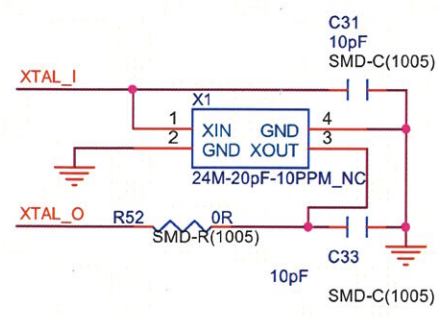 C31
10pF
SMD-C(1005)
XTAL_I
X1
1 XIN GND 4
2 GND XOUT 3
24M-20pF-10PPM_NC
XTAL_O
R52 0R
SMD-R(1005)
C33
10pF
SMD-C(1005)